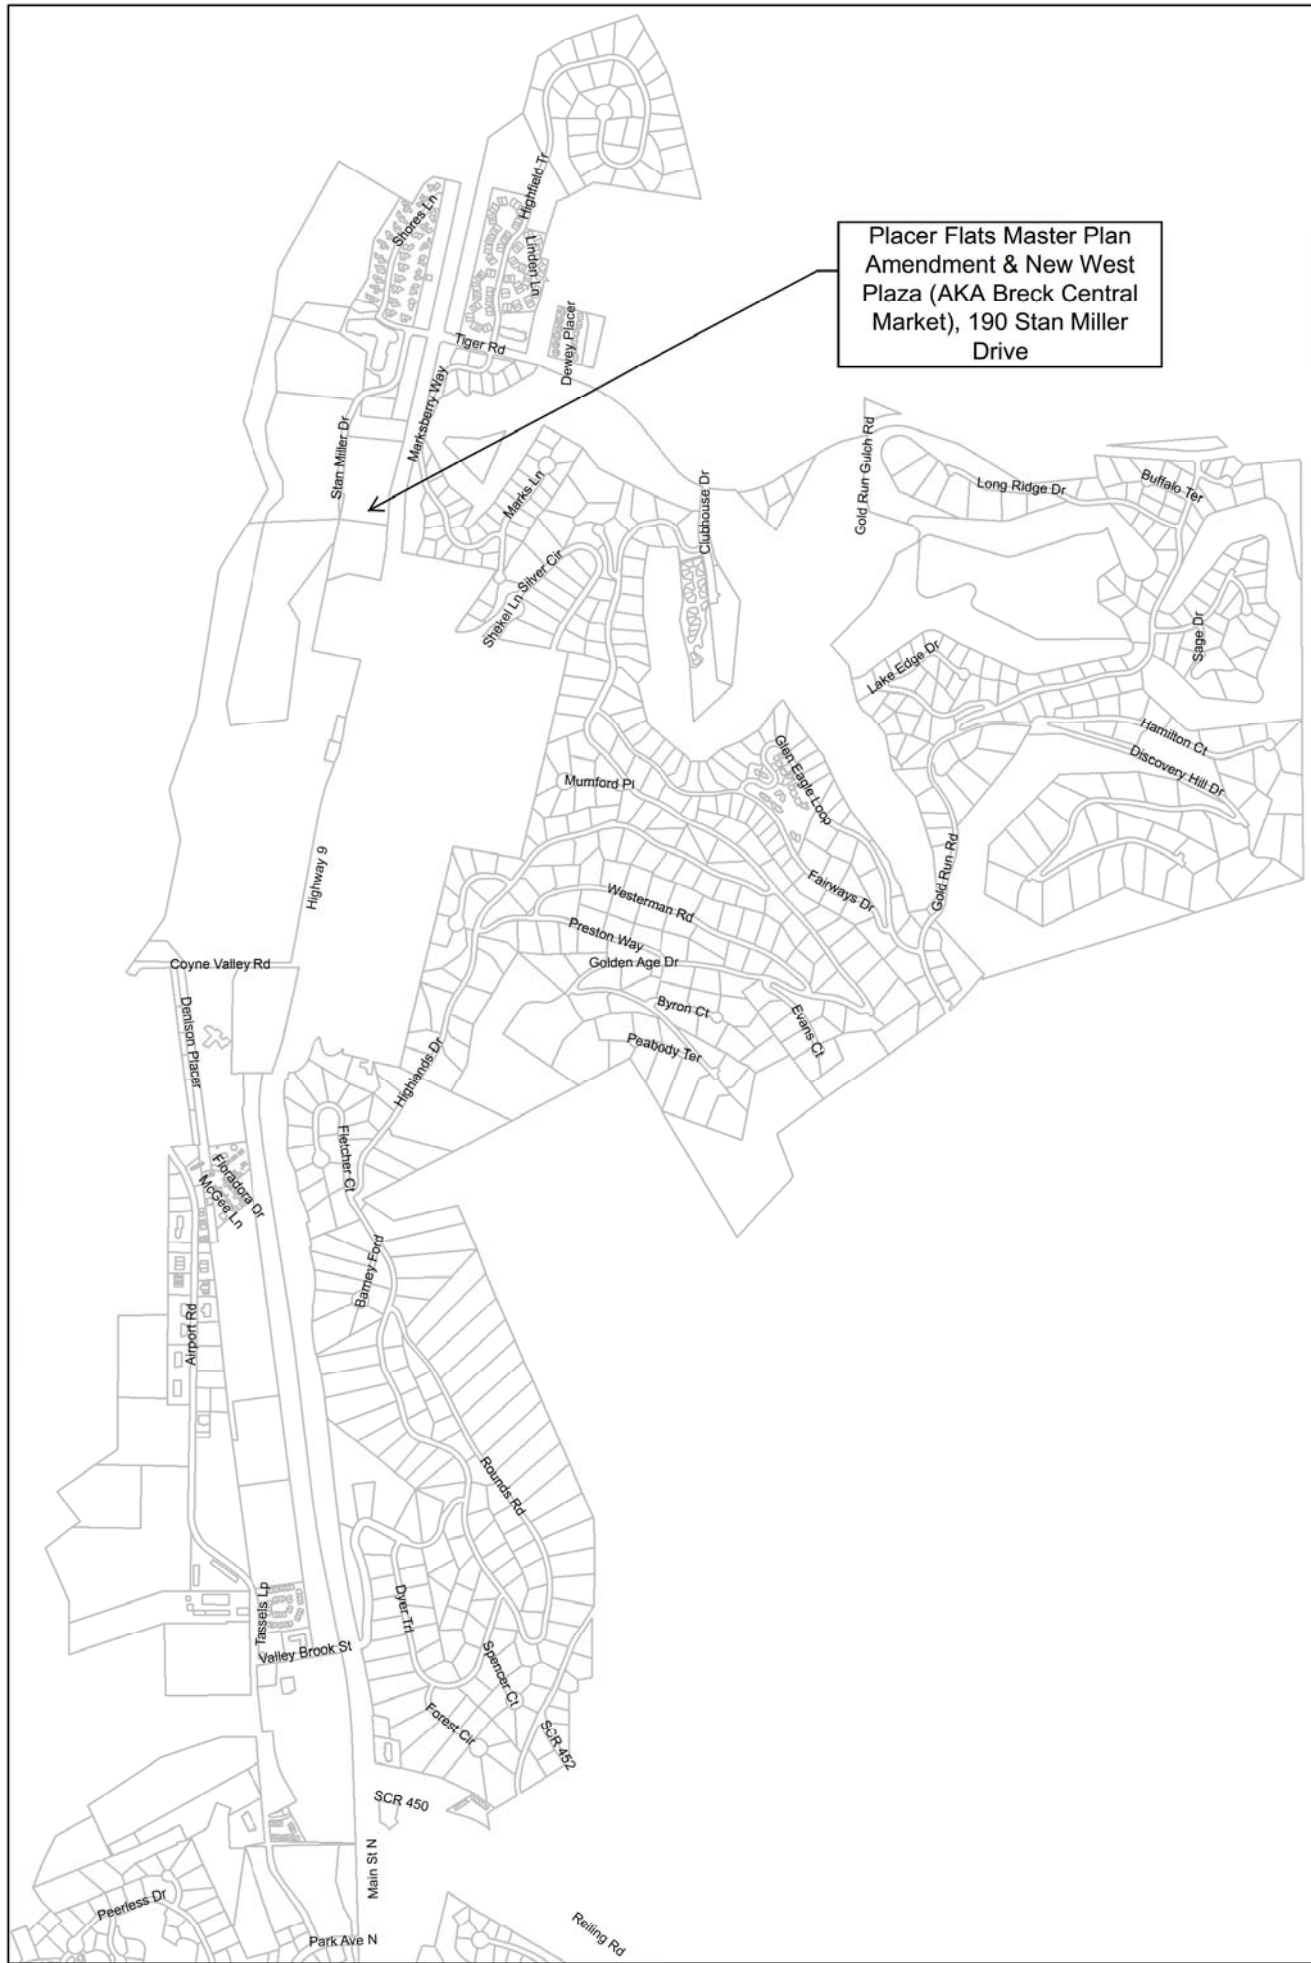 Placer Flats Master Plan
Amendment & New West
Plaza (AKA Breck Central
Market), 190 Stan Miller
Drive
Highfield Tr
Shores Ln
Linden Ln
Tiger Rd
Dewey Placer
Marksberry Way
Stan Miller Dr
Marks Ln
Clubhouse Dr
Gold Run Gulch Rd
Long Ridge Dr
Buffalo Ter
Silver Cir
Shekel Ln
Sage Dr
Lake Edge Dr
Hamilton Ct
Discovery Hill Dr
Glen Eagle Loop
Mumford Pl
Highway 9
Fairways Dr
Gold Run Rd
Westerman Rd
Preston Way
Golden Age Dr
Coyne Valley Rd
Byron Ct
Evans Ct
Denison Placer
Peabody Ter
Highlands Dr
Fletcher Ct
Floradora Dr
McGee Ln
Barney Ford
Airport Rd
Rounds Rd
Tassels Lp
Dyer Trl
Valley Brook St
Spencer Ct
Forest Cir
SCR 452
SCR 450
Main St N
Peerless Dr
Park Ave N
Reiling Rd